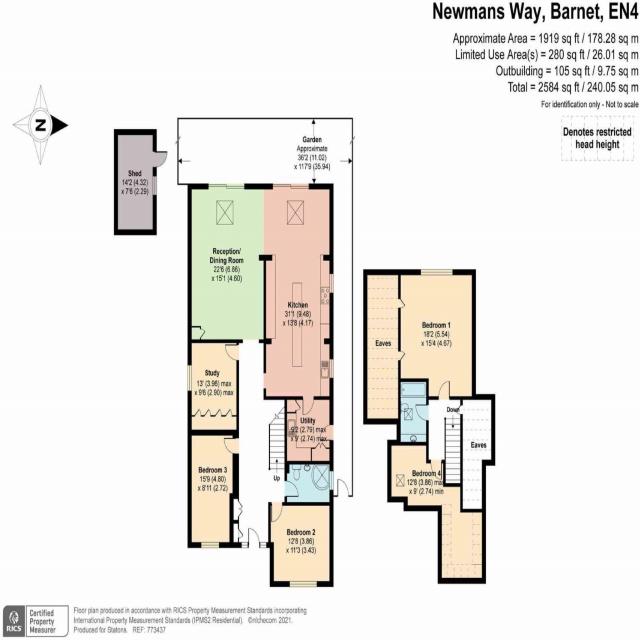 Newmans Way, Barnet, EN4
Approximate Area = 1919 sq ft / 178.28 sq m
Limited Use Area(s) = 280 sq ft / 26.01 sq m
Outbuilding = 105 sq ft / 9.75 sq m
Total = 2584 sq ft / 240.05 sq m
For identification only - Not to scale
Denotes restricted
head height
N
Garden
Approximate
36'2 (11.02)
x 117'9 (35.94)
Shed
14'2 (4.32)
x 7'6 (2.29)
Reception/
Dining Room
22'6 (6.86)
x 15'1 (4.60)
Kitchen
31'1 (9.48)
x 13'8 (4.17)
Study
13' (3.96) max
x 9'6 (2.90) max
Utility
9'2 (2.79) max
x 9' (2.74) max
Bedroom 3
15'9 (4.80)
x 8'11 (2.72)
Up
Bedroom 2
12'8 (3.86)
x 11'3 (3.43)
Eaves
Bedroom 1
18'2 (5.54)
x 15'4 (4.67)
Down
Eaves
Bedroom 4
12'8 (3.86) max
x 9' (2.74) min
RICS
Certified
Property
Measurer
Floor plan produced in accordance with RICS Property Measurement Standards incorporating
International Property Measurement Standards (IPMS2 Residential). ©nichecom 2021.
Produced for Statons. REF: 773437